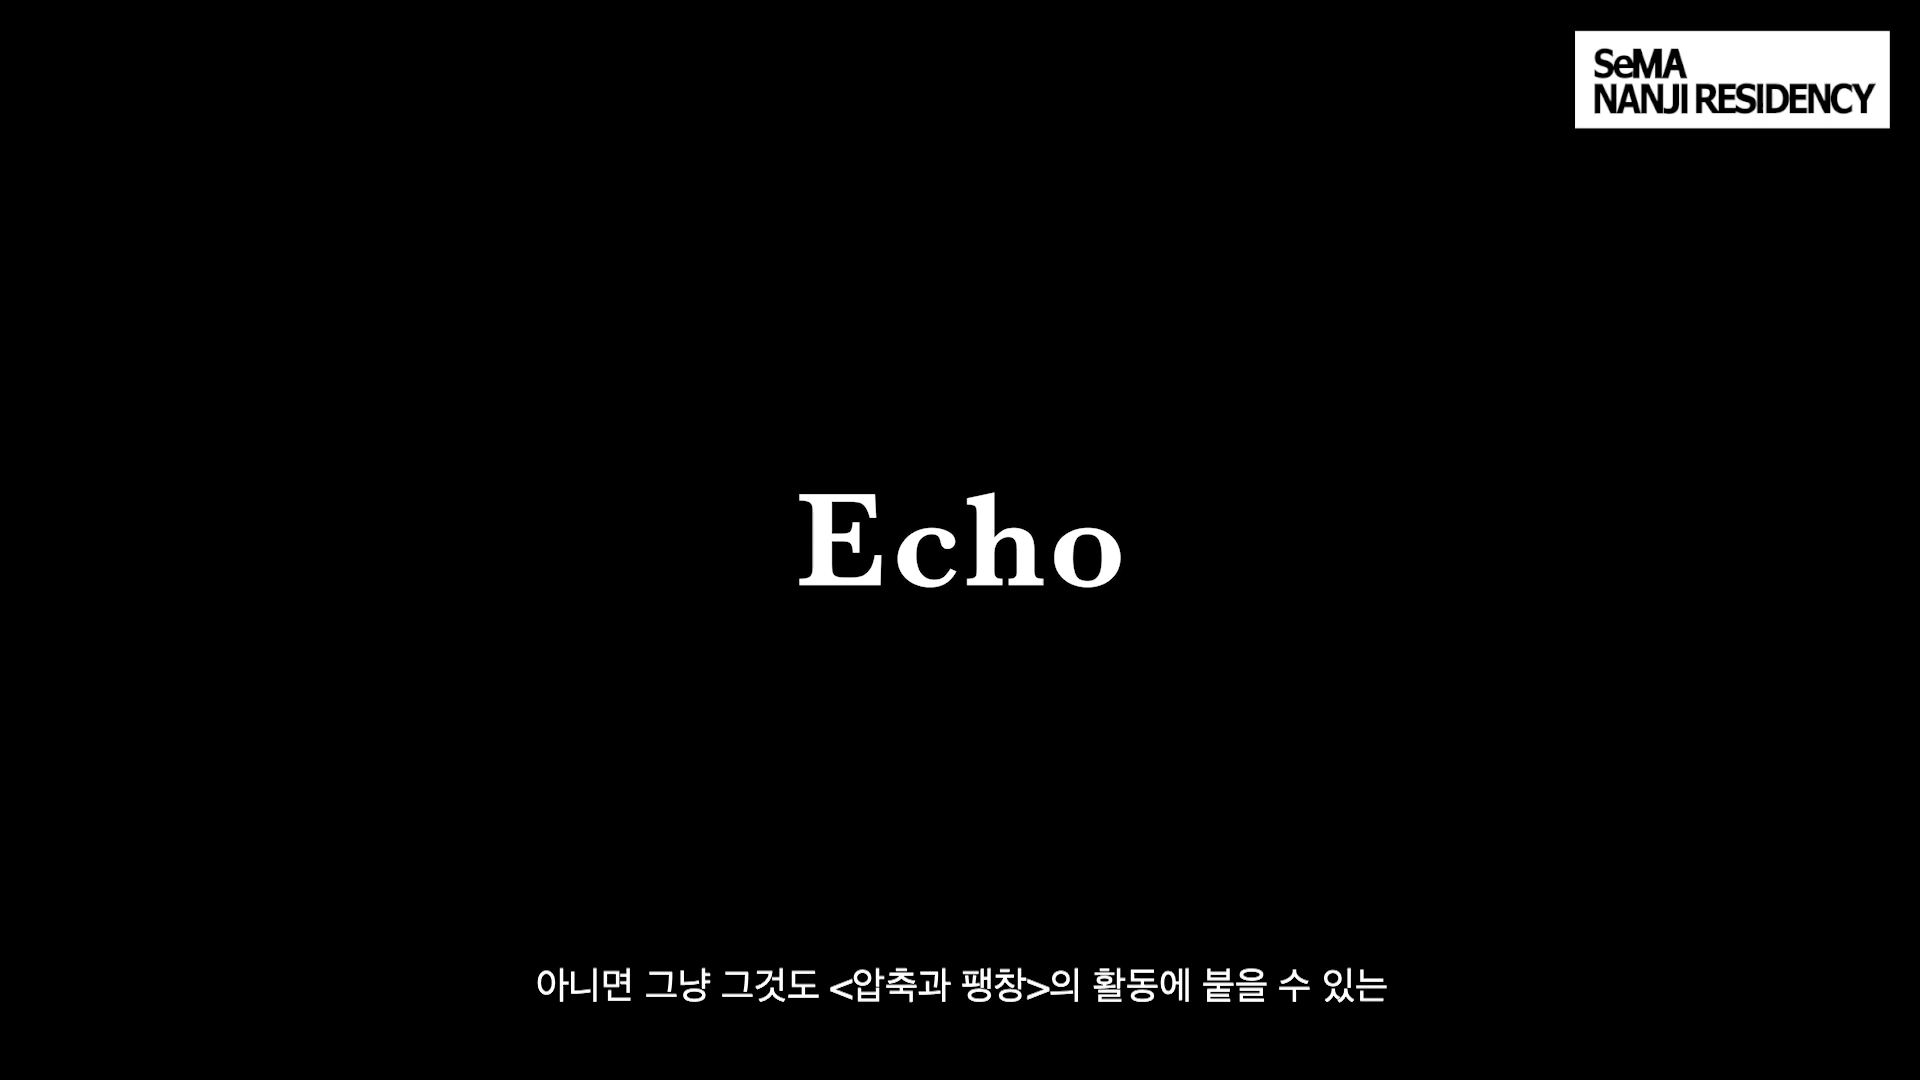 SeMA
NANJI RESIDENCY
Echo
아니면 그냥 그것도 <압축과 팽창>의 활동에 붙을 수 있는